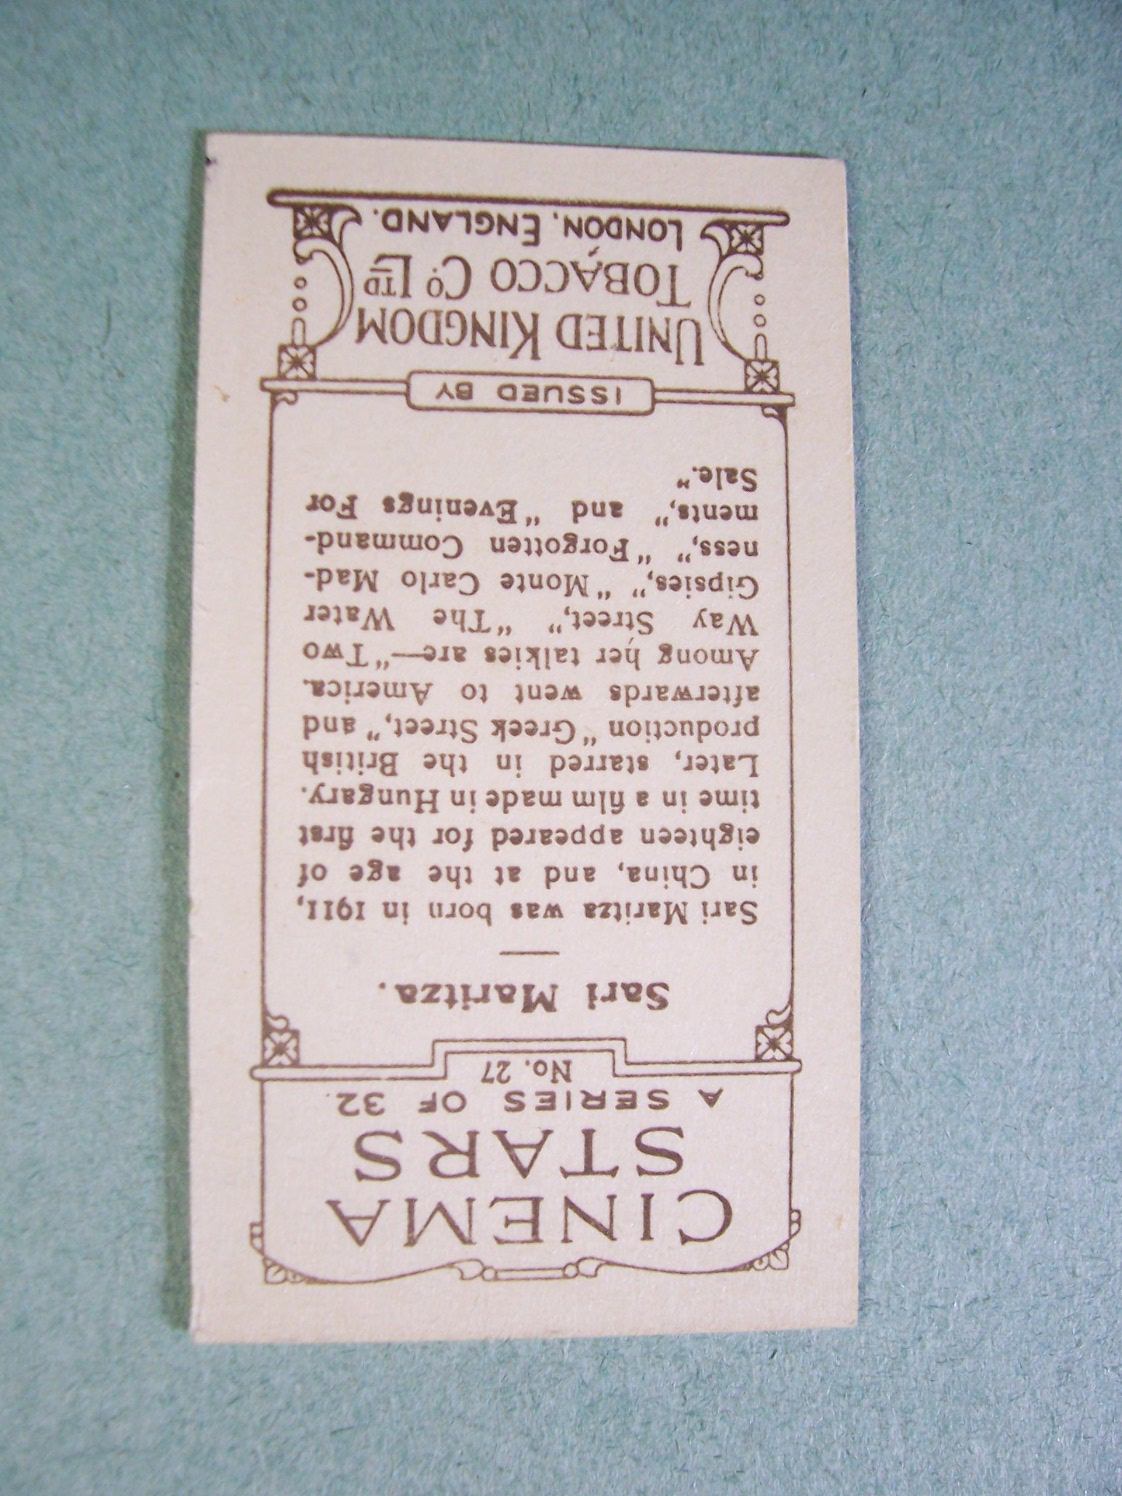 CINEMA
STARS
A SERIES OF 32.
No. 27
Sari Maritza.
Sari Maritza was born in 1911,
in China, and at the age of
eighteen appeared for the first
time in a film made in Hungary.
Later, starred in the British
production "Greek Street," and
afterwards went to America.
Among her talkies are—"Two
Way Street," "The Water
Gipsies," "Monte Carlo Mad-
ness," "Forgotten Command-
ments," and "Evenings For
Sale."
ISSUED BY
UNITED KINGDOM
TOBACCO CO LTD
LONDON, ENGLAND.